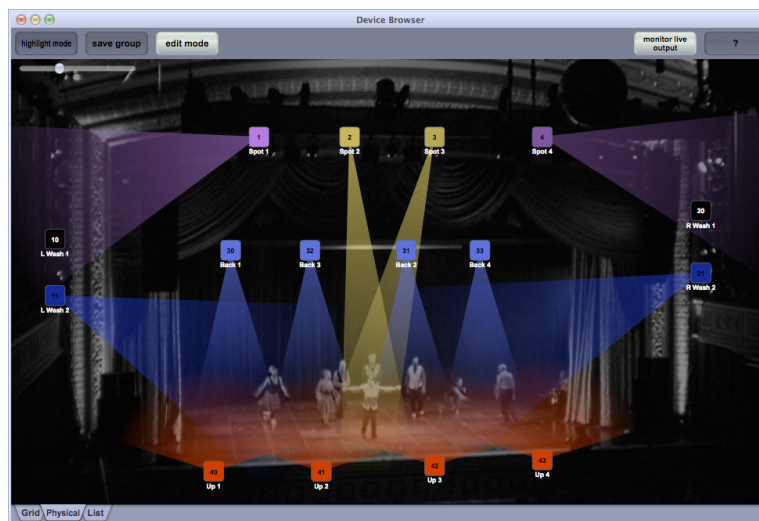 Device Browser
highlight mode
save group
edit mode
monitor live
output
?
1
Spot 1
2
Spot 2
3
Spot 3
4
Spot 4
10
L Wash 1
20
R Wash 1
30
Back 1
32
Back 3
31
Back 2
33
Back 4
11
L Wash 2
21
R Wash 2
40
Up 1
41
Up 2
42
Up 3
43
Up 4
Grid
Physical
List